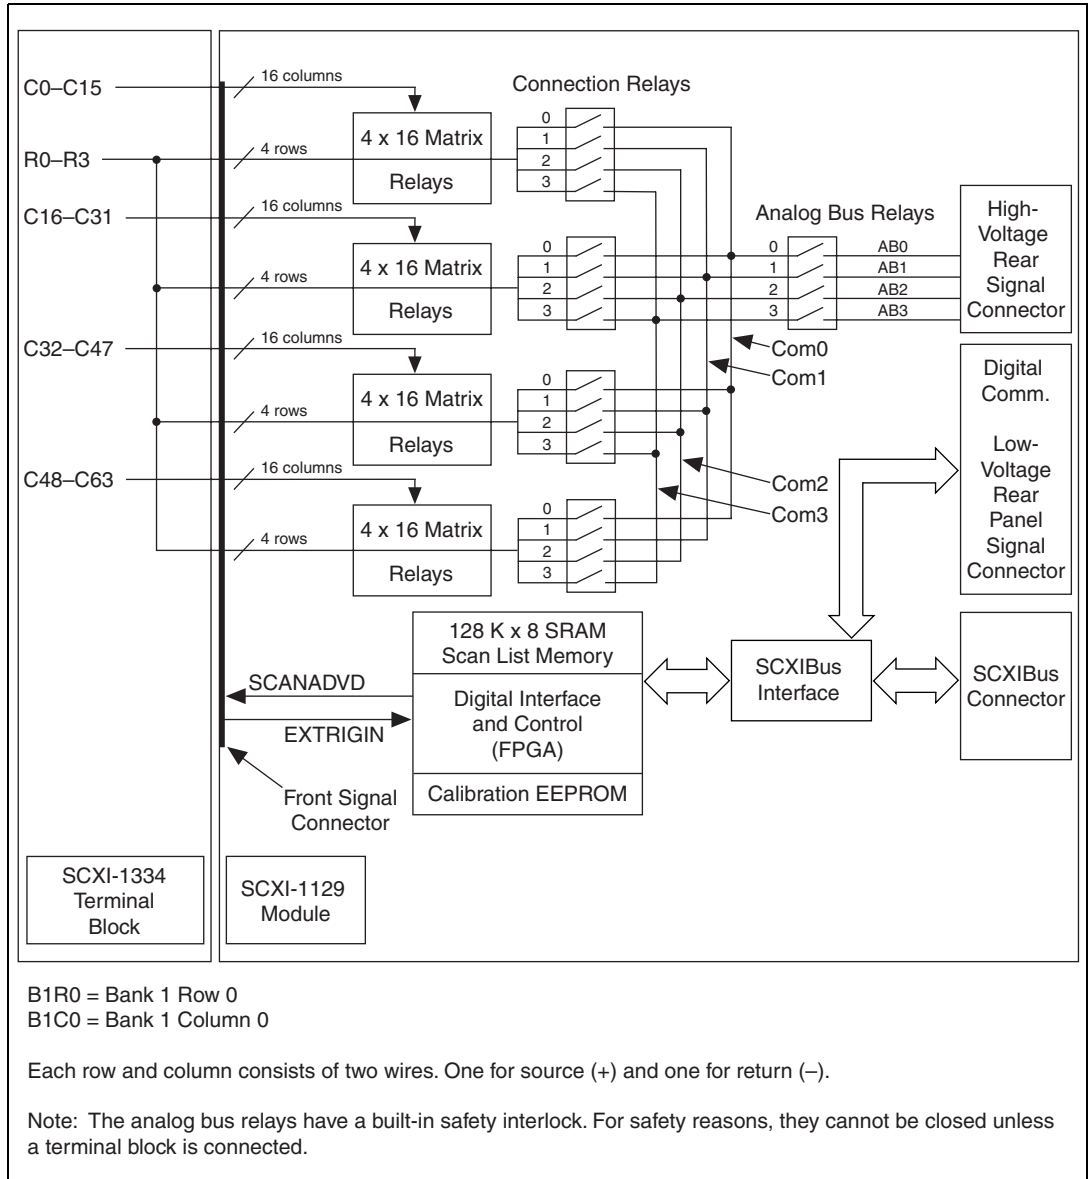 C0–C15
16 columns
Connection Relays
4 x 16 Matrix
Relays
0
1
2
3
R0–R3
4 rows
C16–C31
16 columns
Analog Bus Relays
4 x 16 Matrix
Relays
4 rows
0
1
2
3
0
1
2
3
AB0
AB1
AB2
AB3
High-
Voltage
Rear
Signal
Connector
C32–C47
16 columns
Com0
Com1
4 x 16 Matrix
Relays
4 rows
0
1
2
3
Digital
Comm.
Low-
Voltage
Rear
Panel
Signal
Connector
C48–C63
16 columns
Com2
Com3
4 x 16 Matrix
Relays
4 rows
0
1
2
3
128 K x 8 SRAM
Scan List Memory
SCANADVD
EXTRIGIN
Digital Interface
and Control
(FPGA)
Calibration EEPROM
SCXIBus
Interface
SCXIBus
Connector
Front Signal
Connector
SCXI-1334
Terminal
Block
SCXI-1129
Module
B1R0 = Bank 1 Row 0
B1C0 = Bank 1 Column 0
Each row and column consists of two wires. One for source (+) and one for return (–).
Note: The analog bus relays have a built-in safety interlock. For safety reasons, they cannot be closed unless
a terminal block is connected.